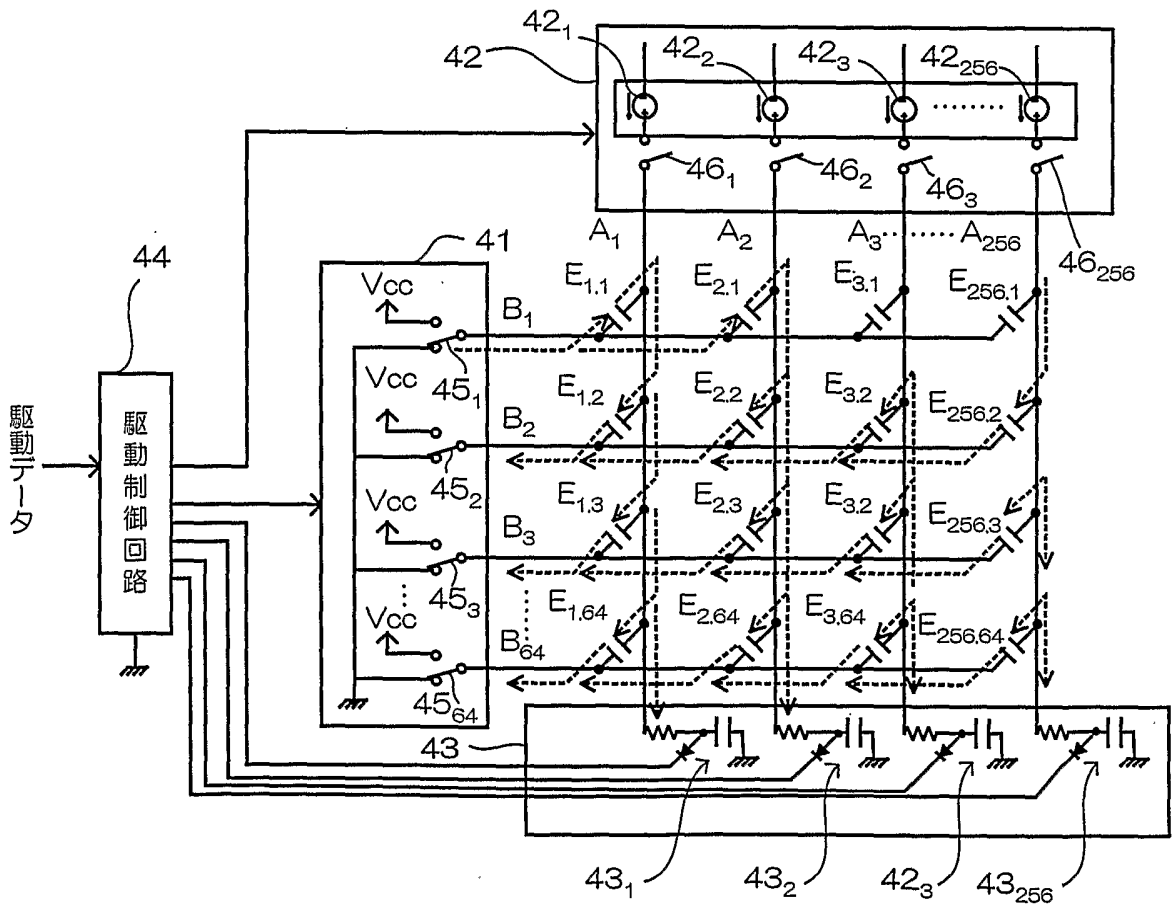 42₁
42
42₂
42₃
42₂₅₆
46₁
46₂
46₃
46₂₅₆
A₁
A₂
A₃········A₂₅₆
44
41
Vcc
B₁
E₁.₁
E₂.₁
E₃.₁
E₂₅₆.₁
45₁
Vcc
B₂
E₁.₂
E₂.₂
E₃.₂
E₂₅₆.₂
45₂
駆動データ
駆動制御回路
Vcc
B₃
E₁.₃
E₂.₃
E₃.₂
E₂₅₆.₃
45₃
Vcc
B₆₄
E₁.₆₄
E₂.₆₄
E₃.₆₄
E₂₅₆.₆₄
45₆₄
43
43₁
43₂
42₃
43₂₅₆